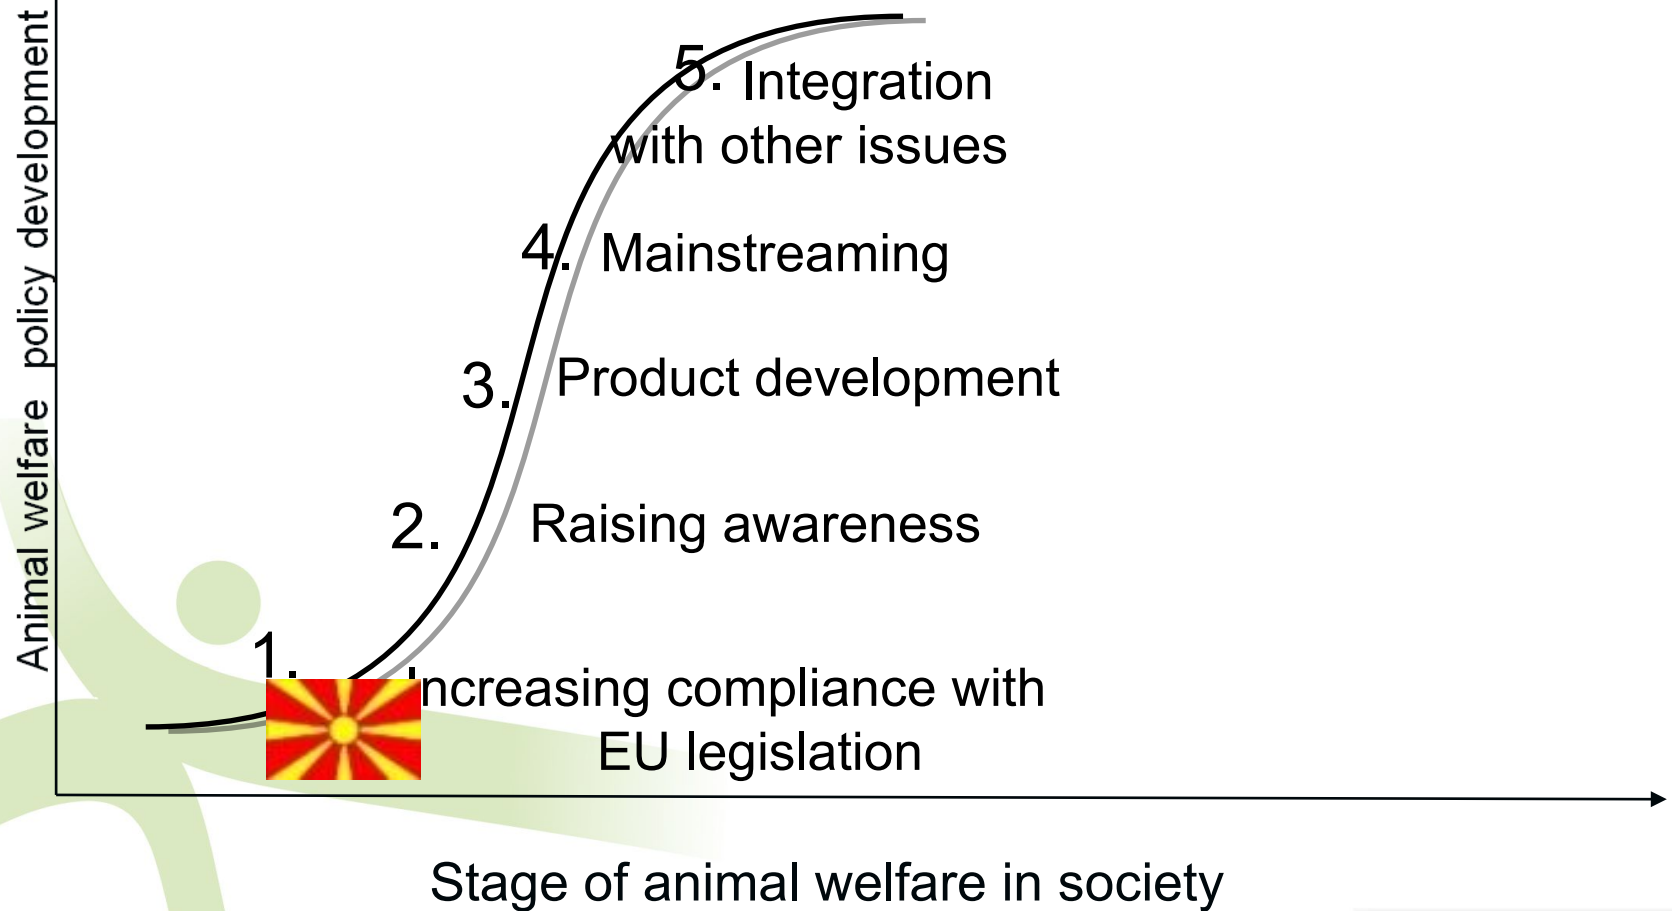 Animal welfare policy development
5. Integration
with other issues
4. Mainstreaming
3. Product development
2. Raising awareness
1. Increasing compliance with
EU legislation
Stage of animal welfare in society